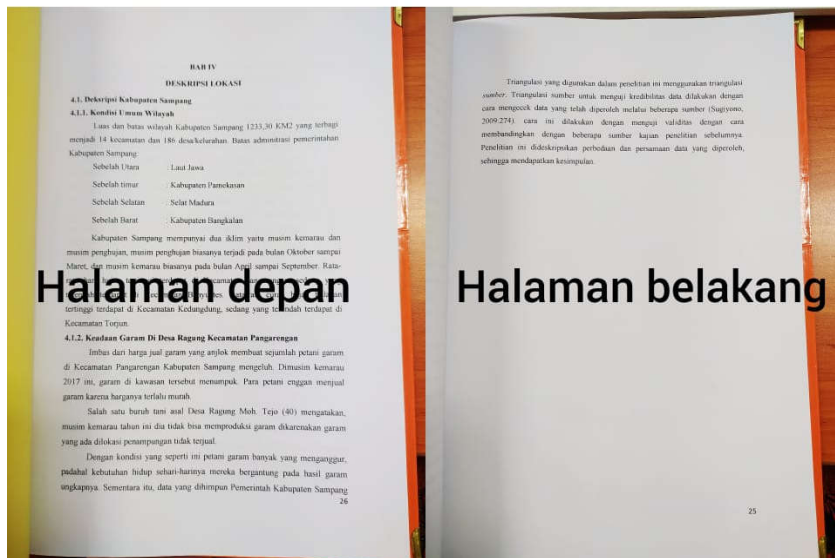 BAB IV
DESKRIPSI LOKASI
4.1. Deksripsi Kabupaten Sampang
4.1.1. Kondisi Umum Wilayah
Luas dan batas wilayah Kabupaten Sampang 1233,30 KM2 yang terbagi
menjadi 14 kecamatan dan 186 desa/kelurahan. Batas administrasi pemerintahan
Kabupaten Sampang:
Sebelah Utara : Laut Jawa
Sebelah timur : Kabupaten Pamekasan
Sebelah Selatan : Selat Madura
Sebelah Barat : Kabupaten Bangkalan
Kabupaten Sampang mempunyai dua iklim yaitu musim kemarau dan
musim penghujan, musim penghujan biasanya terjadi pada bulan Oktober sampai
Maret, dan musim kemarau biasanya pada bulan April sampai September. Rata-
Halaman depan
tertinggi terdapat di Kecamatan Kedungdung, sedang yang terendah terdapat di
Kecamatan Torjun.
4.1.2. Keadaan Garam Di Desa Ragung Kecamatan Pangarengan
Imbas dari harga jual garam yang anjlok membuat sejumlah petani garam
di Kecamatan Pangarengan Kabupaten Sampang mengeluh. Dimusim kemarau
2017 ini, garam di kawasan tersebut menumpuk. Para petani enggan menjual
garam karena harganya terlalu murah.
Salah satu buruh tani asal Desa Ragung Moh. Tejo (40) mengatakan,
musim kemarau tahun ini dia tidak bisa memproduksi garam dikarenakan garam
yang ada dilokasi penampungan tidak terjual.
Dengan kondisi yang seperti ini petani garam banyak yang menganggur,
padahal kebutuhan hidup sehari-harinya mereka bergantung pada hasil garam
ungkapnya. Sementara itu, data yang dihimpun Pemerintah Kabupaten Sampang
26
Triangulasi yang digunakan dalam penelitian ini menggunakan triangulasi
sumber. Triangulasi sumber untuk menguji kredibilitas data dilakukan dengan
cara mengecek data yang telah diperoleh melalui beberapa sumber (Sugiyono,
2009:274). cara ini dilakukan dengan menguji validitas dengan cara
membandingkan dengan beberapa sumber kajian penelitian sebelumnya.
Penelitian ini dideskripsikan perbedaan dan persamaan data yang diperoleh,
sehingga mendapatkan kesimpulan.
Halaman belakang
25